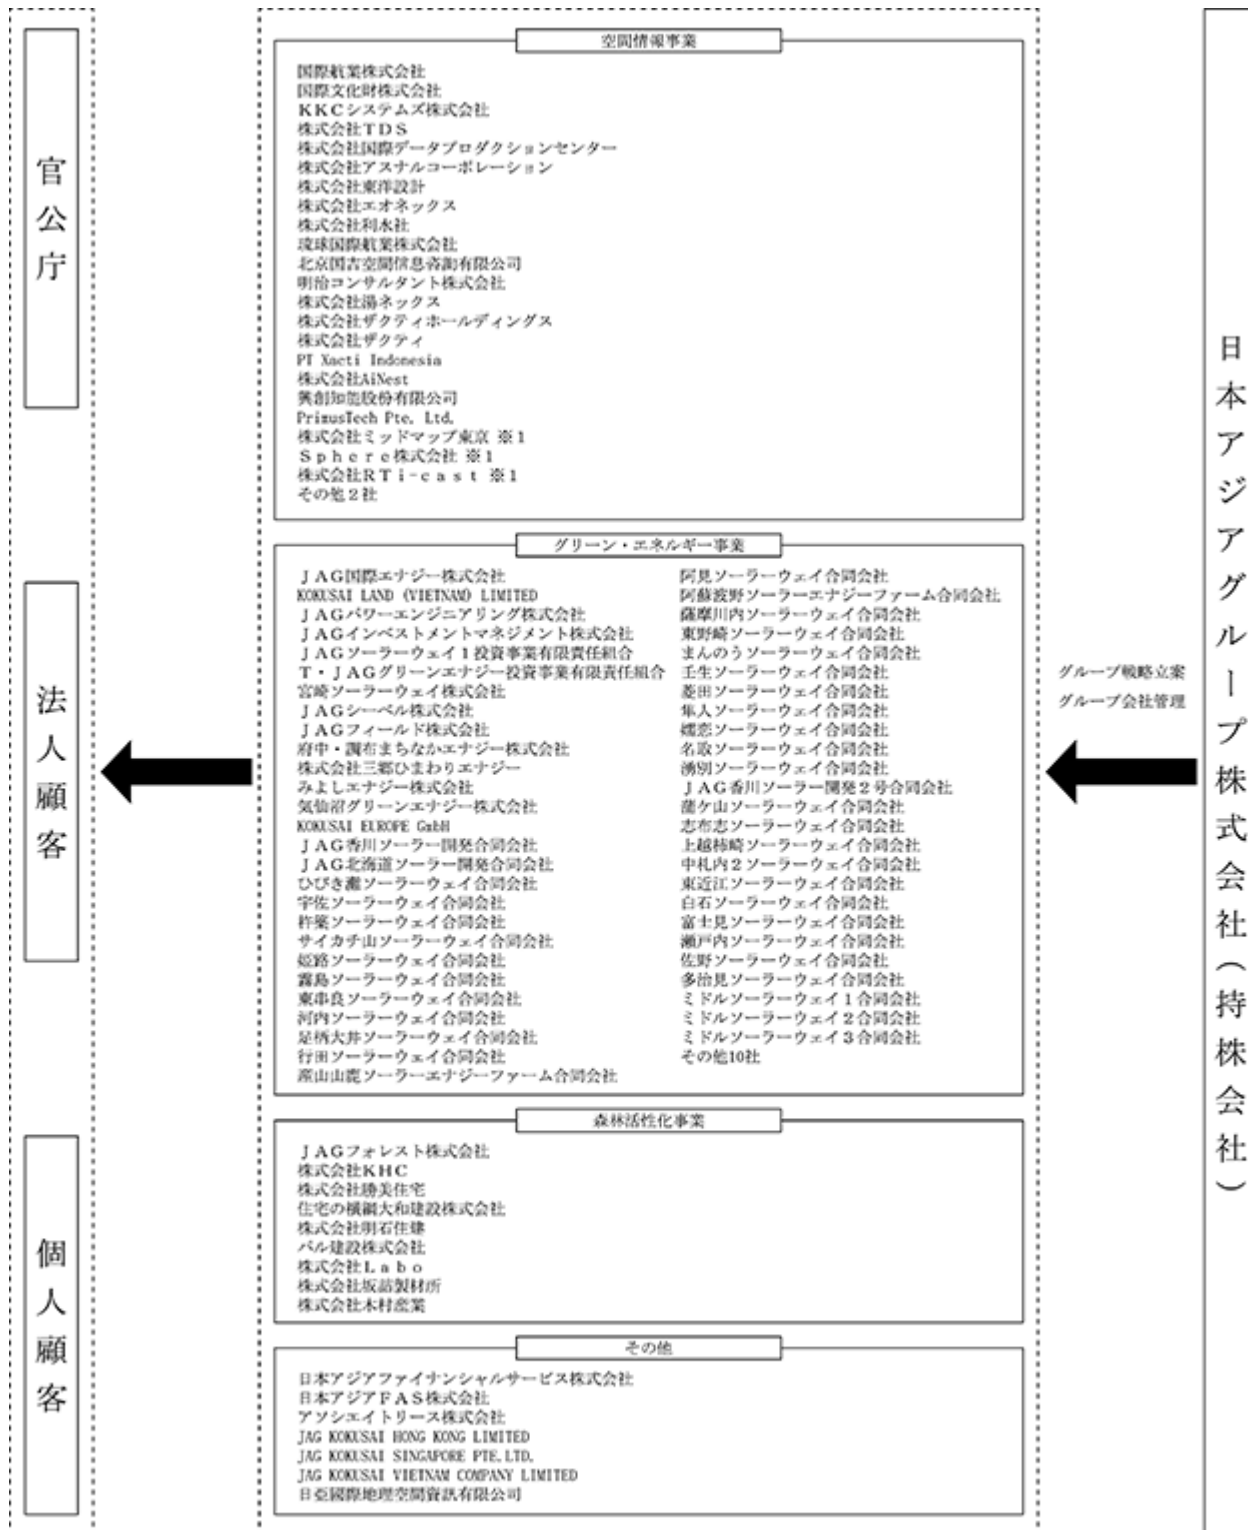 官公庁
法人顧客
個人顧客
空間情報事業
国際航業株式会社
国際文化財株式会社
KKCシステムズ株式会社
株式会社TDS
株式会社国際データプロダクションセンター
株式会社アスナルコーポレーション
株式会社東洋設計
株式会社エオネックス
株式会社利水社
琉球国際航業株式会社
北京国吉空間信息咨詢有限公司
明治コンサルタント株式会社
株式会社湯ネックス
株式会社ザクティホールディングス
株式会社ザクティ
PT Xacti Indonesia
株式会社AiNest
興創知能股份有限公司
PrimusTech Pte. Ltd.
株式会社ミッドマップ東京 ※1
Sphere株式会社 ※1
株式会社RTi-cast ※1
その他2社
グリーン・エネルギー事業
JAG国際エナジー株式会社
KOKUSAI LAND (VIETNAM) LIMITED
JAGパワーエンジニアリング株式会社
JAGインベストメントマネジメント株式会社
JAGソーラーウェイ1投資事業有限責任組合
T・JAGグリーンエナジー投資事業有限責任組合
宮崎ソーラーウェイ株式会社
JAGシーベル株式会社
JAGフィールド株式会社
府中・調布まちなかエナジー株式会社
株式会社三郷ひまわりエナジー
みよしエナジー株式会社
気仙沼グリーンエナジー株式会社
KOKUSAI EUROPE GmbH
JAG香川ソーラー開発合同会社
JAG北海道ソーラー開発合同会社
ひびき灘ソーラーウェイ合同会社
宇佐ソーラーウェイ合同会社
杵築ソーラーウェイ合同会社
サイカチ山ソーラーウェイ合同会社
姫路ソーラーウェイ合同会社
霧島ソーラーウェイ合同会社
東串良ソーラーウェイ合同会社
河内ソーラーウェイ合同会社
足柄大井ソーラーウェイ合同会社
行田ソーラーウェイ合同会社
産山山鹿ソーラーエナジーファーム合同会社
阿見ソーラーウェイ合同会社
阿蘇波野ソーラーエナジーファーム合同会社
薩摩川内ソーラーウェイ合同会社
東野崎ソーラーウェイ合同会社
まんのうソーラーウェイ合同会社
壬生ソーラーウェイ合同会社
菱田ソーラーウェイ合同会社
隼人ソーラーウェイ合同会社
嬬恋ソーラーウェイ合同会社
名取ソーラーウェイ合同会社
湧別ソーラーウェイ合同会社
JAG香川ソーラー開発2号合同会社
蒲ケ山ソーラーウェイ合同会社
志布志ソーラーウェイ合同会社
上越柿崎ソーラーウェイ合同会社
中札内2ソーラーウェイ合同会社
東近江ソーラーウェイ合同会社
白石ソーラーウェイ合同会社
富士見ソーラーウェイ合同会社
瀬戸内ソーラーウェイ合同会社
佐野ソーラーウェイ合同会社
多治見ソーラーウェイ合同会社
ミドルソーラーウェイ1合同会社
ミドルソーラーウェイ2合同会社
ミドルソーラーウェイ3合同会社
その他10社
森林活性化事業
JAGフォレスト株式会社
株式会社KHC
株式会社勝美住宅
住宅の横綱大和建設株式会社
株式会社明石住建
パル建設株式会社
株式会社Labo
株式会社坂詰製材所
株式会社木村産業
その他
日本アジアファイナンシャルサービス株式会社
日本アジアFAS株式会社
アソシエイトリース株式会社
JAG KOKUSAI HONG KONG LIMITED
JAG KOKUSAI SINGAPORE PTE.LTD.
JAG KOKUSAI VIETNAM COMPANY LIMITED
日亞國際地理空間資訊有限公司
グループ戦略立案
グループ会社管理
日本アジアグループ株式会社(持株会社)